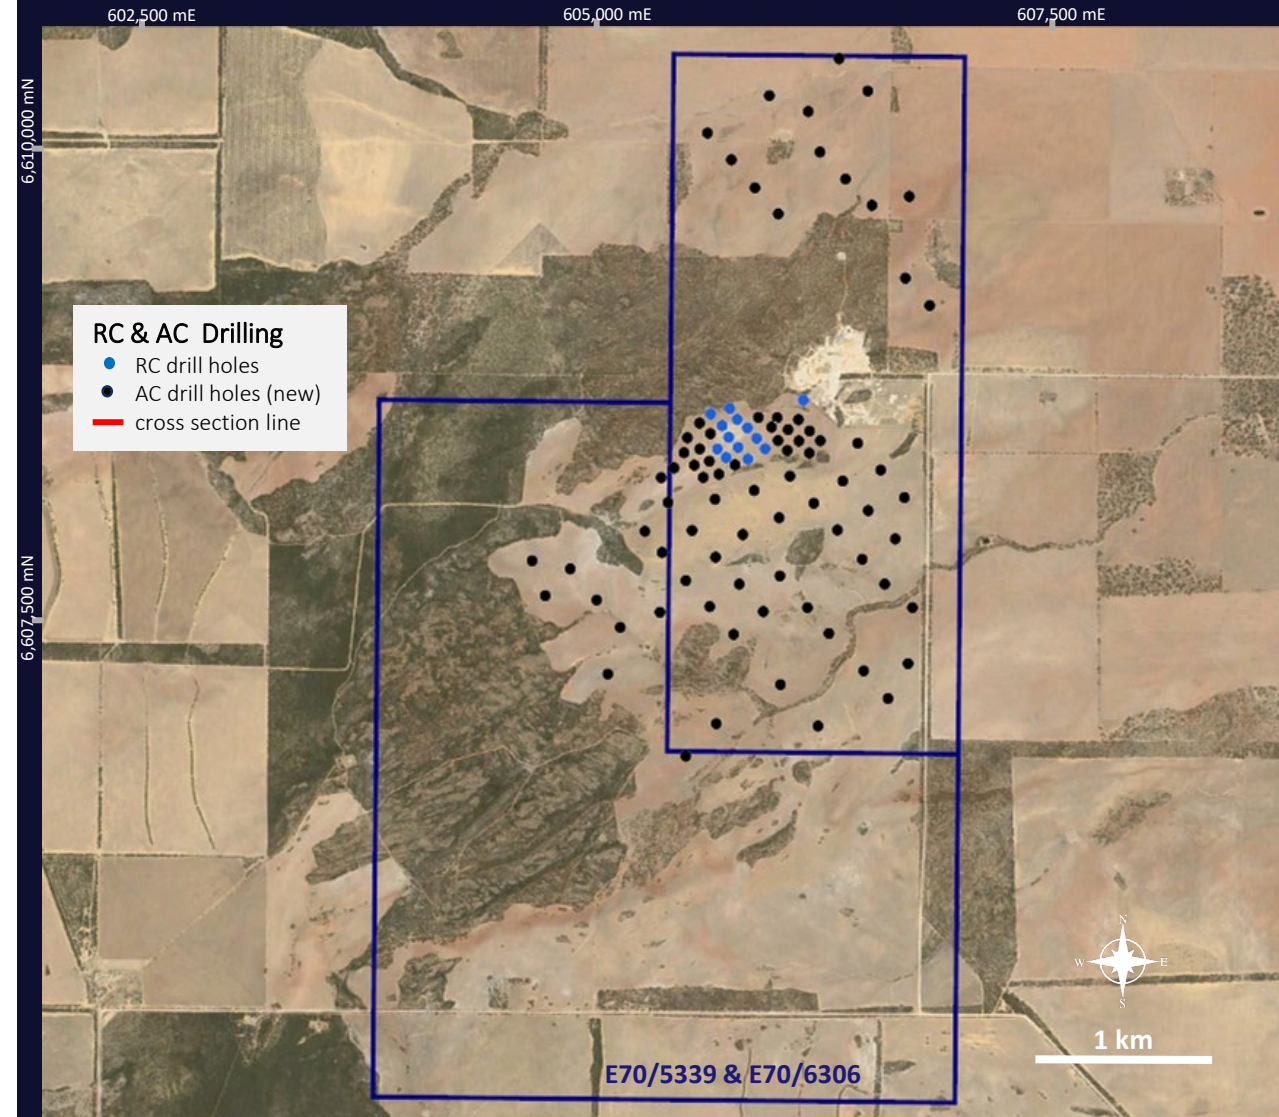 602,500 mE
605,000 mE
607,500 mE
6,610,000 mN
RC & AC Drilling
RC drill holes
AC drill holes (new)
cross section line
6,607,500 mN
N
W
E
S
1 km
E70/5339 & E70/6306